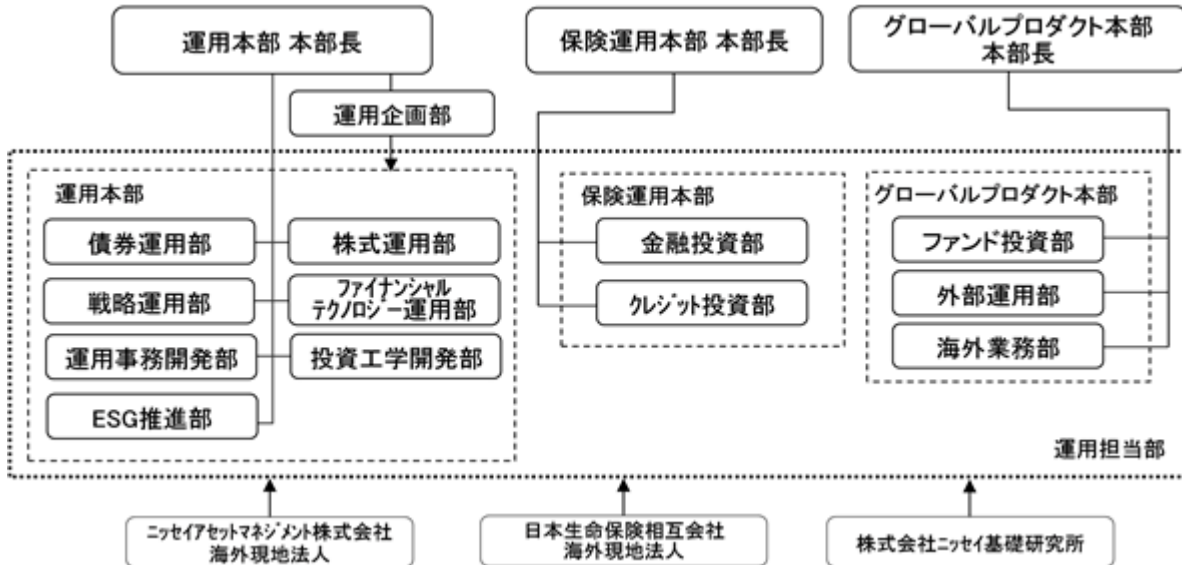 運用本部 本部長
保険運用本部 本部長
グローバルプロダクト本部
本部長
運用企画部
運用本部
債券運用部
株式運用部
戦略運用部
ファイナンシャル
テクノロジー運用部
運用事務開発部
投資工学開発部
ESG推進部
保険運用本部
金融投資部
クレジット投資部
グローバルプロダクト本部
ファンド投資部
外部運用部
海外業務部
運用担当部
ニッセイアセットマネジメント株式会社
海外現地法人
日本生命保険相互会社
海外現地法人
株式会社ニッセイ基礎研究所